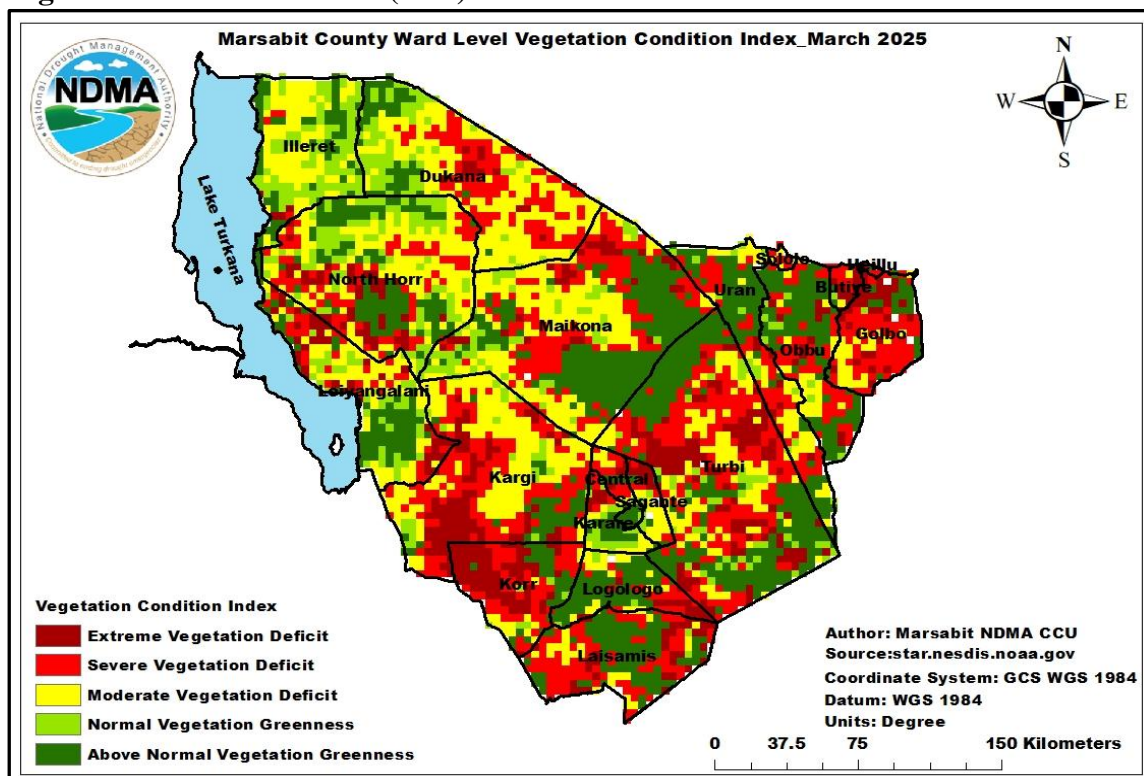 Marsabit County Ward Level Vegetation Condition Index_March 2025
National Drought Management Authority
NDMA
N
W
E
S
Lake Turkana
Illeret
Dukana
North Horr
Maikona
Loiyangalani
Uran
Sololo
Heillu
Butiye
Golbo
Obbu
Turbi
Kargi
Central
Sagante
Karare
Korr
Logologo
Laisamis
Vegetation Condition Index
Extreme Vegetation Deficit
Severe Vegetation Deficit
Moderate Vegetation Deficit
Normal Vegetation Greenness
Above Normal Vegetation Greenness
Author: Marsabit NDMA CCU
Source:star.nesdis.noaa.gov
Coordinate System: GCS WGS 1984
Datum: WGS 1984
Units: Degree
0 37.5 75 150 Kilometers